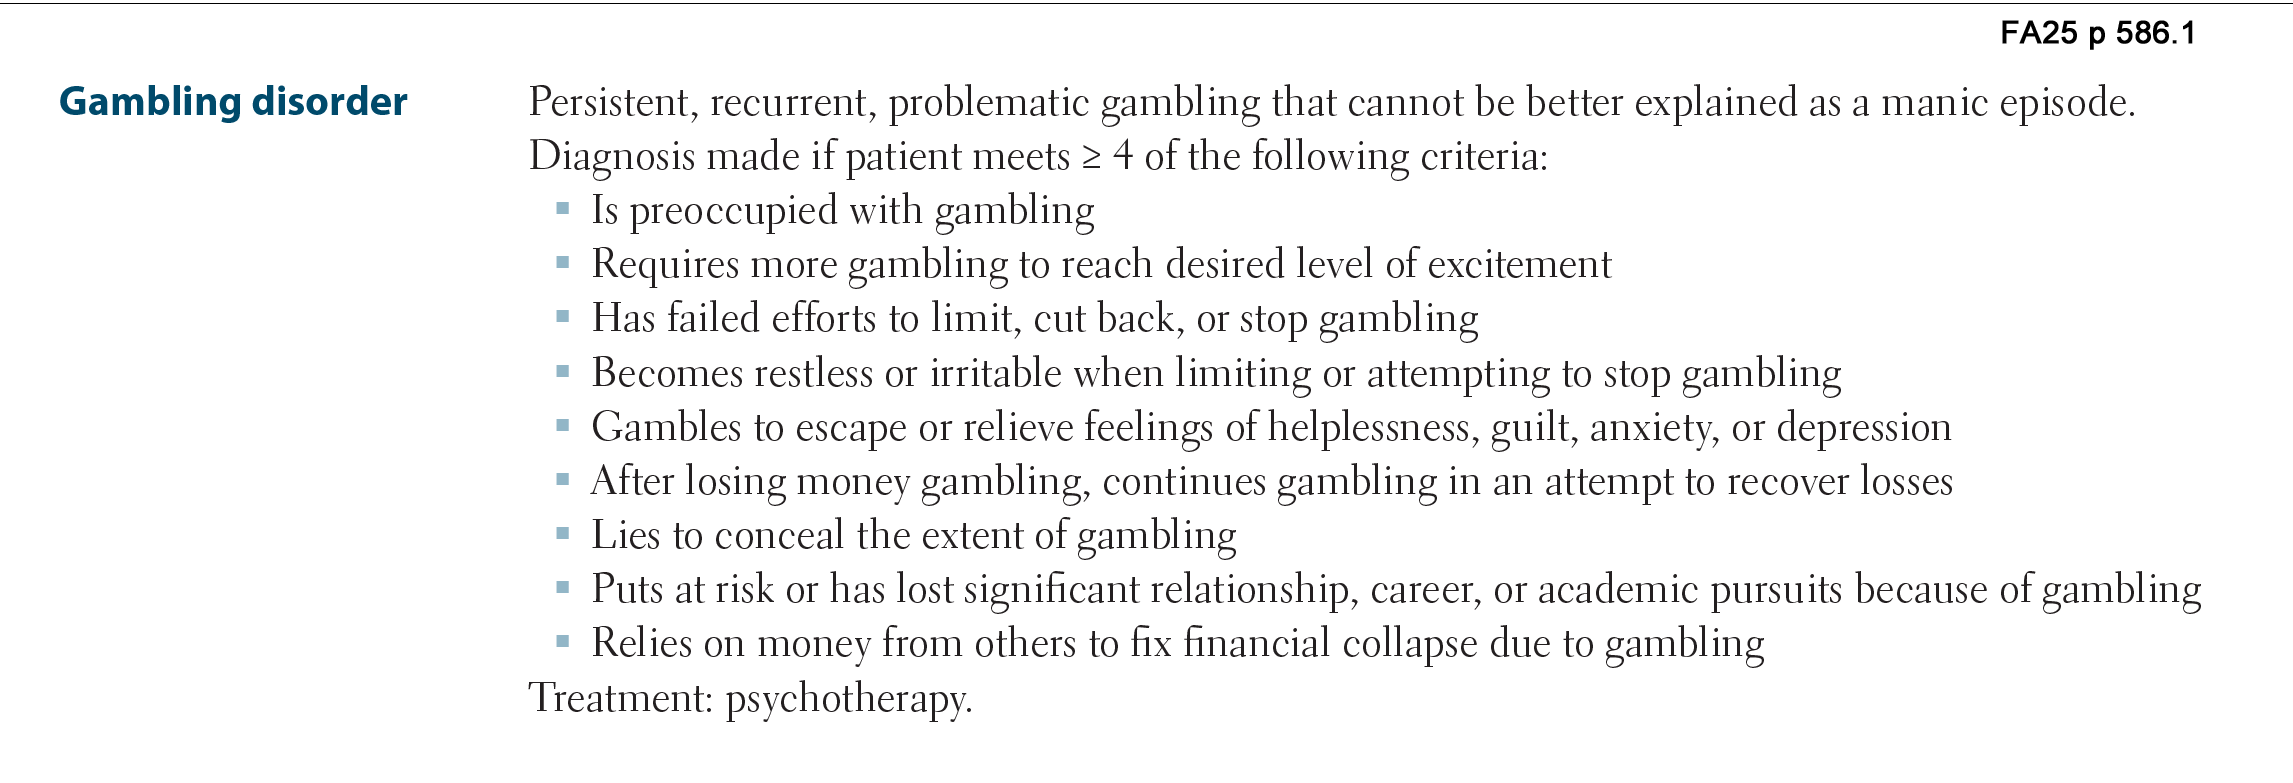 FA25 p 586.1
Gambling disorder
Persistent, recurrent, problematic gambling that cannot be better explained as a manic episode.
Diagnosis made if patient meets ≥ 4 of the following criteria:
▪ Is preoccupied with gambling
▪ Requires more gambling to reach desired level of excitement
▪ Has failed efforts to limit, cut back, or stop gambling
▪ Becomes restless or irritable when limiting or attempting to stop gambling
▪ Gambles to escape or relieve feelings of helplessness, guilt, anxiety, or depression
▪ After losing money gambling, continues gambling in an attempt to recover losses
▪ Lies to conceal the extent of gambling
▪ Puts at risk or has lost significant relationship, career, or academic pursuits because of gambling
▪ Relies on money from others to fix financial collapse due to gambling
Treatment: psychotherapy.